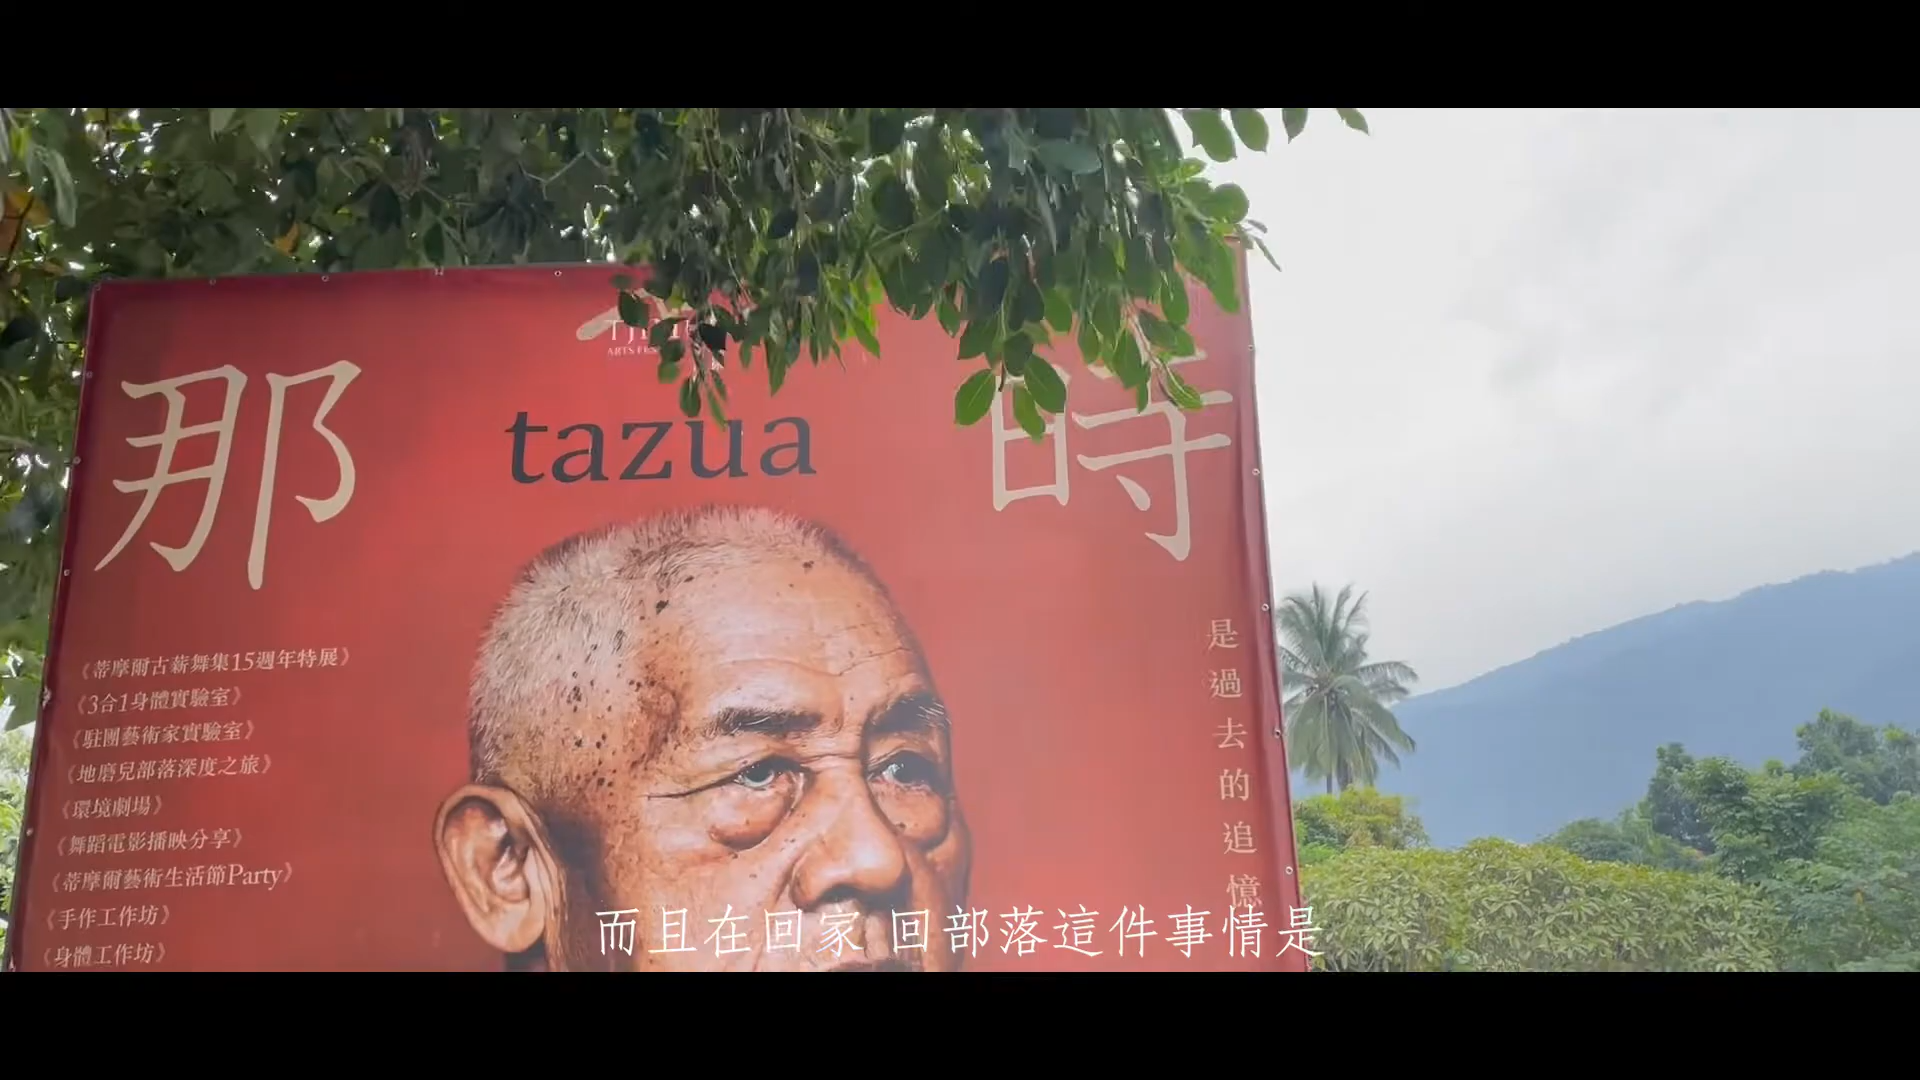 那 時
tazua
《蒂摩爾古薪舞集15週年特展》
《3合1身體實驗室》
《駐團藝術家實驗室》
《地磨兒部落深度之旅》
《環境劇場》
《舞蹈電影播映分享》
《蒂摩爾藝術生活節Party》
《手作工作坊》
《身體工作坊》
是過去的追憶
而且在回家 回部落這件事情是